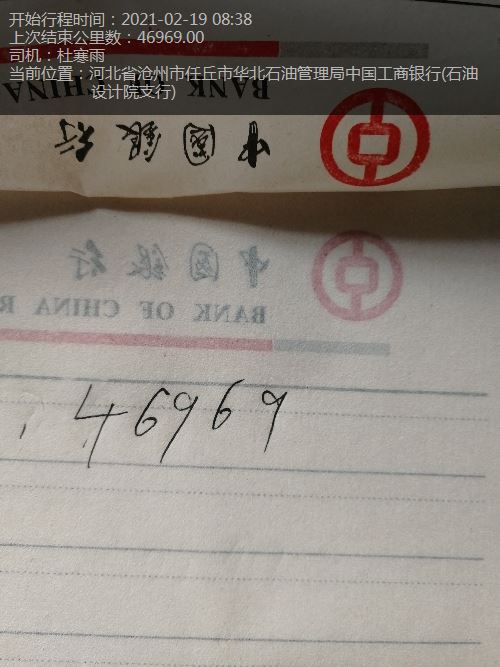 开始行程时间：2021-02-19 08:38
上次结束公里数：46969.00
司机：杜寒雨
当前位置：河北省沧州市任丘市华北石油管理局中国工商银行(石油
设计院支行)
BANK OF CHINA
中国银行
中国银行
BANK OF CHINA R
46969